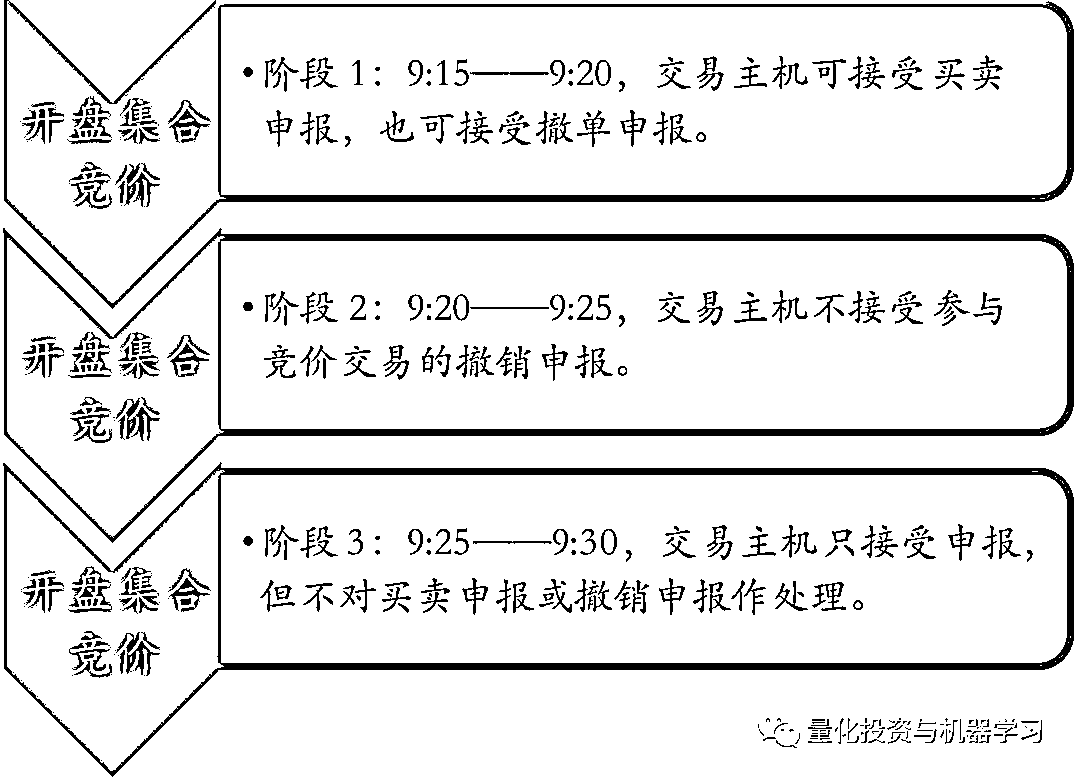 开盘集合
竞价
•阶段 1：9:15——9:20，交易主机可接受买卖
申报，也可接受撤单申报。
开盘集合
竞价
•阶段 2：9:20——9:25，交易主机不接受参与
竞价交易的撤销申报。
开盘集合
竞价
•阶段 3：9:25——9:30，交易主机只接受申报，
但不对买卖申报或撤销申报作处理。
量化投资与机器学习